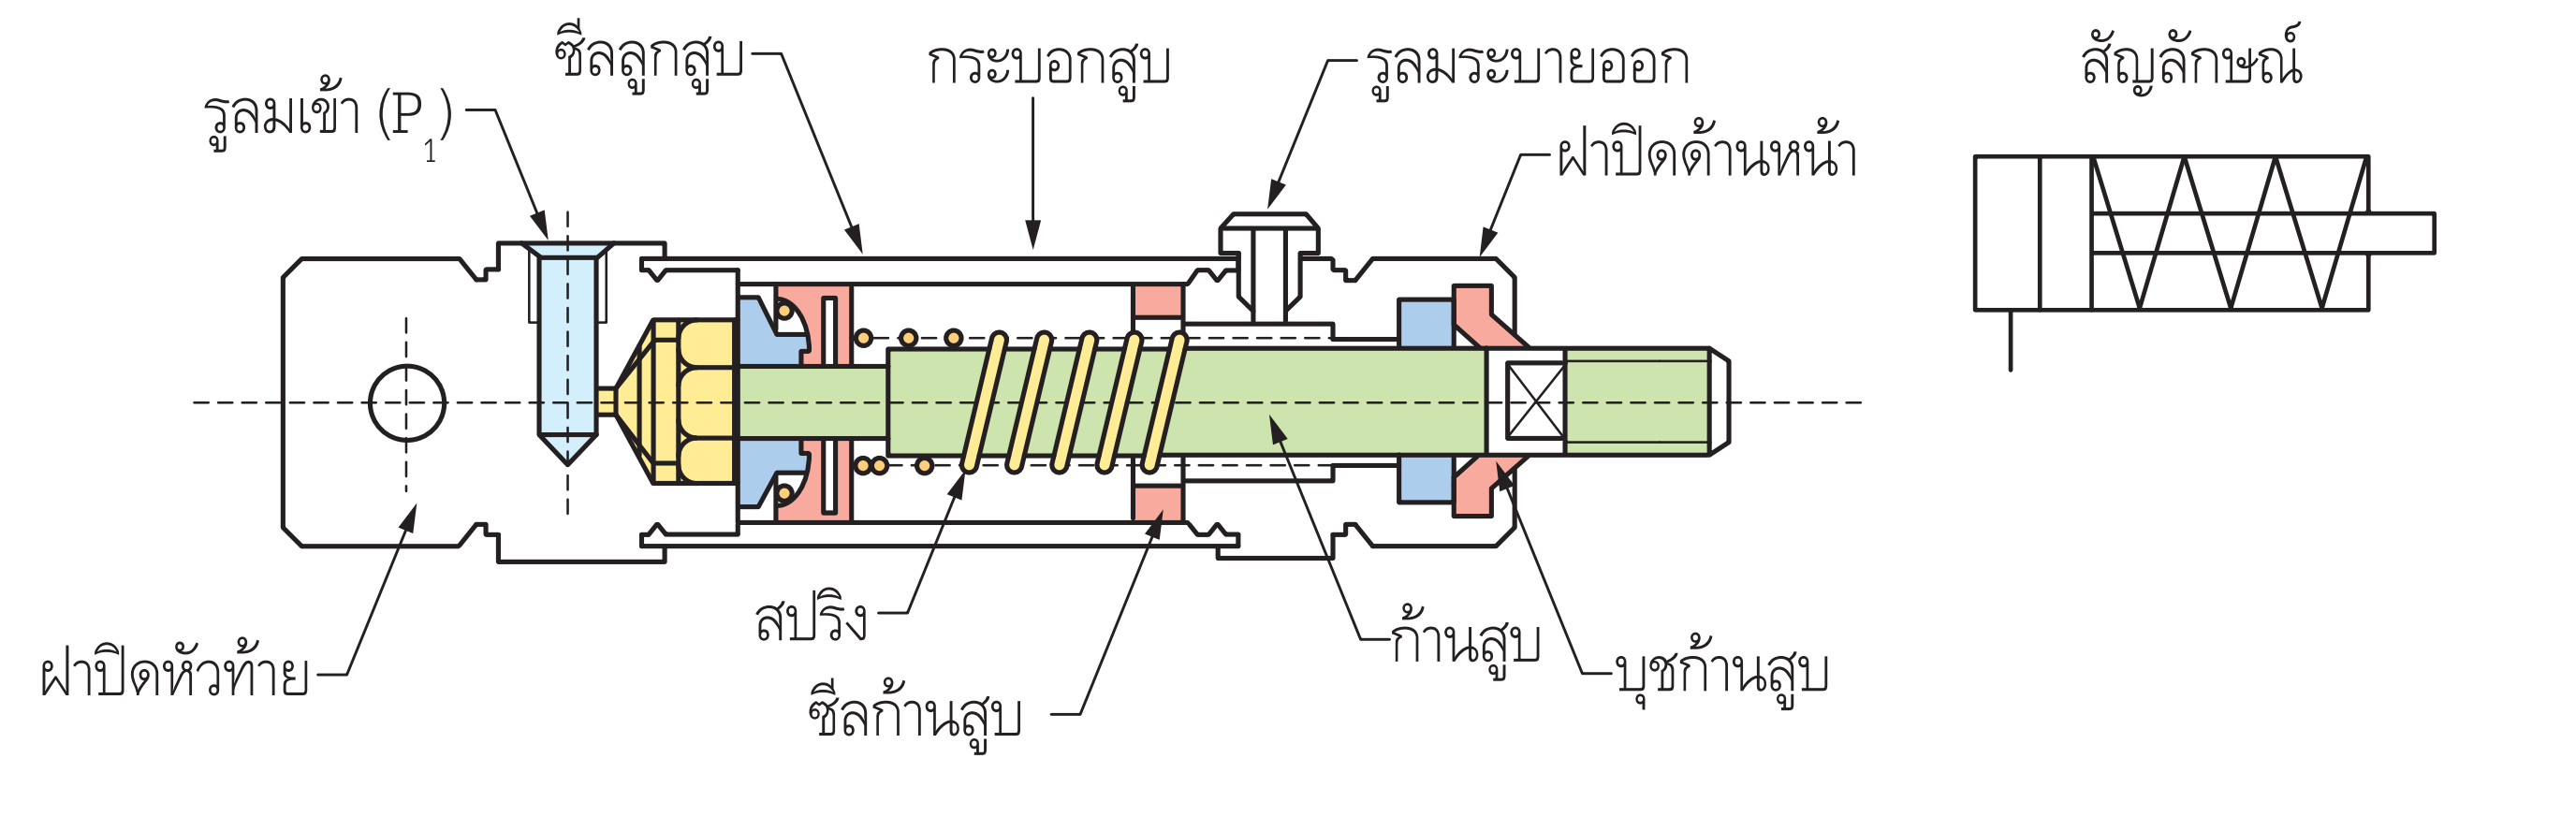 ซีลลูกสูบ
กระบอกสูบ
รูลมระบายออก
สัญลักษณ์
รูลมเข้า (P1)
ฝาปิดด้านหน้า
สปริง
ก้านสูบ
ฝาปิดหัวท้าย
บุชก้านสูบ
ซีลก้านสูบ